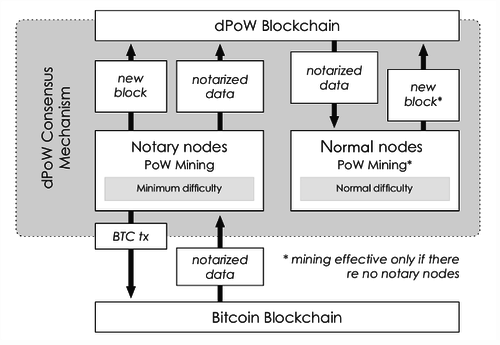 dPoW Blockchain
dPoW Consensus
Mechanism
new
block
notarized
data
notarized
data
new
block*
Notary nodes
PoW Mining
Minimum difficulty
Normal nodes
PoW Mining*
Normal difficulty
BTC tx
notarized
data
* mining effective only if there
re no notary nodes
Bitcoin Blockchain